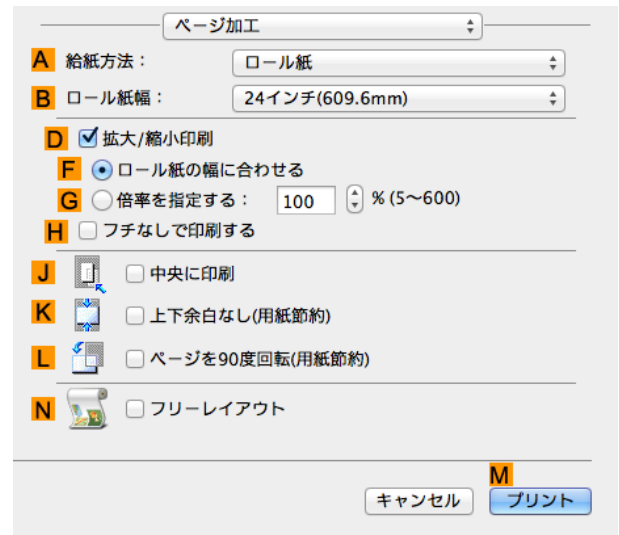 ページ加工
A 給紙方法： ロール紙
B ロール紙幅： 24インチ(609.6mm)
D 拡大/縮小印刷
F ロール紙の幅に合わせる
G 倍率を指定する： 100 % (5〜600)
H フチなしで印刷する
J 中央に印刷
K 上下余白なし(用紙節約)
L ページを90度回転(用紙節約)
N フリーレイアウト
M
キャンセル プリント